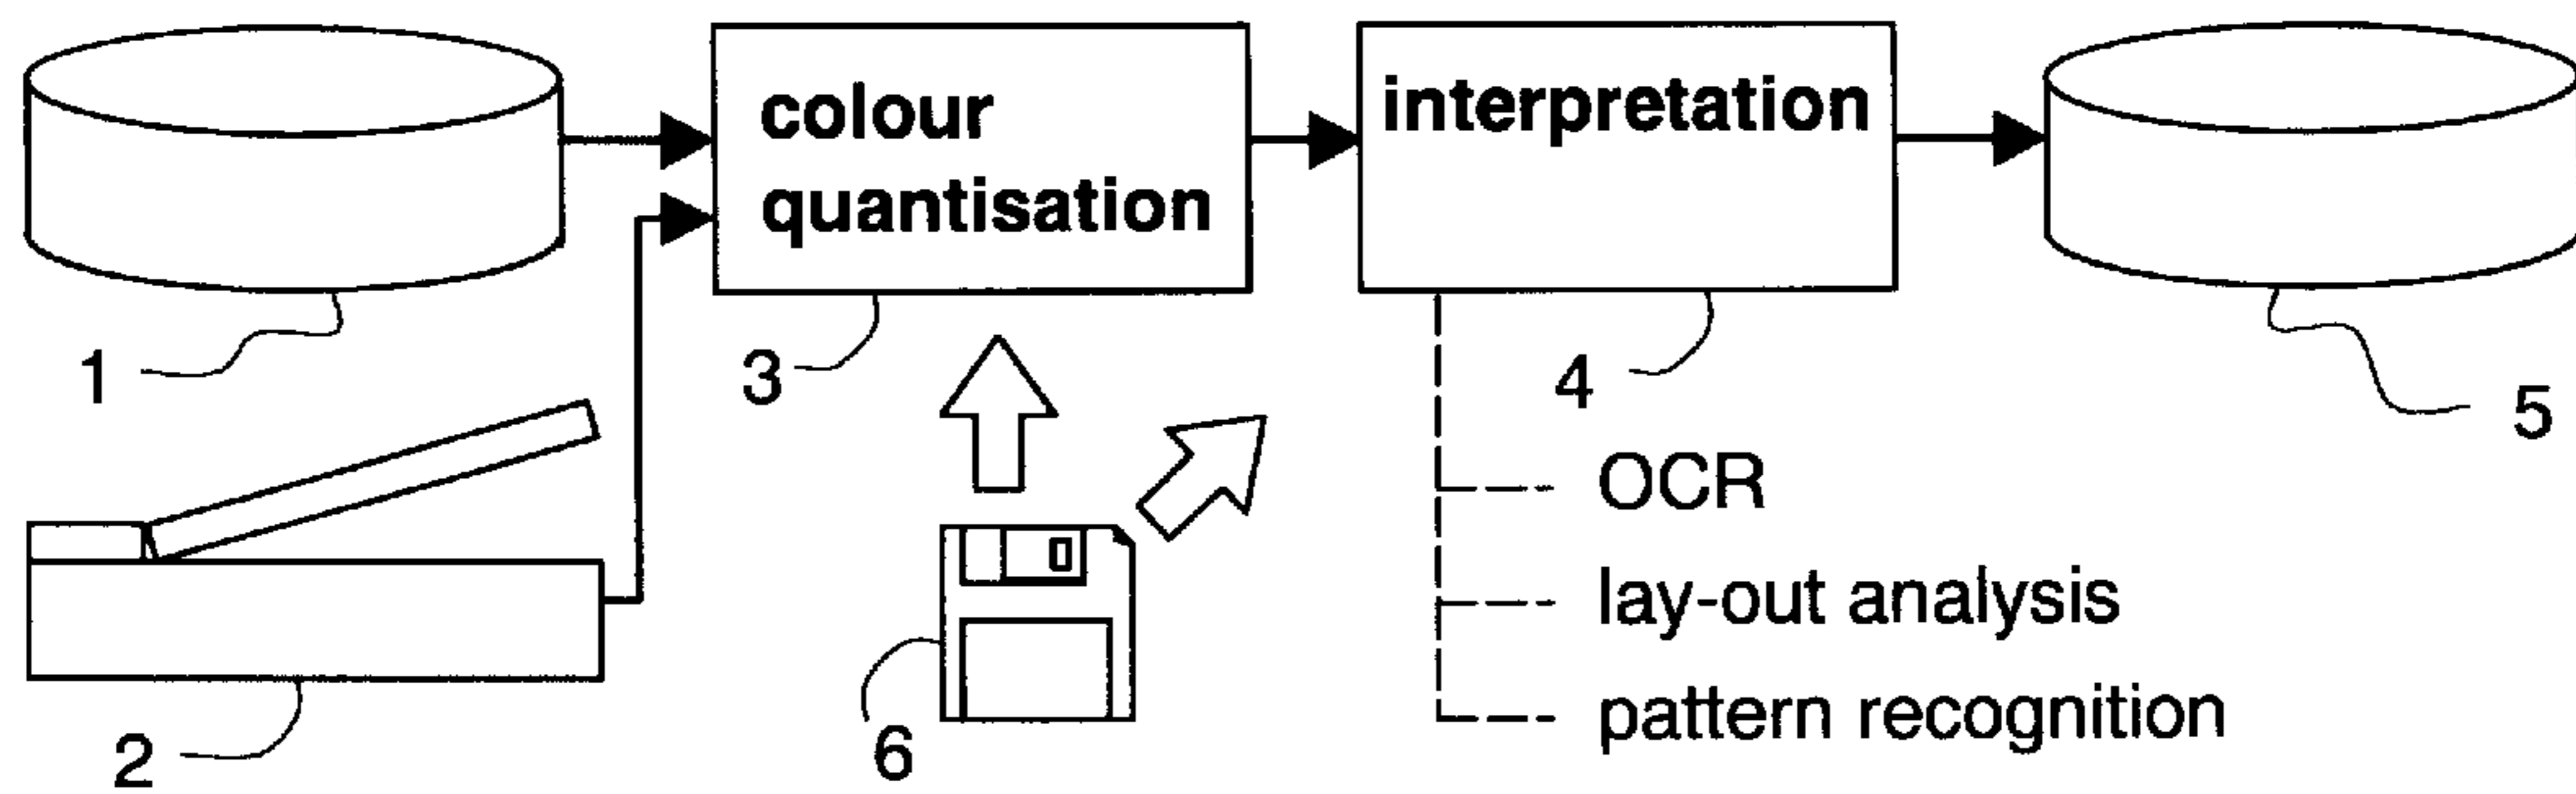 colour
quantisation
interpretation
1
3
4
5
OCR
lay-out analysis
pattern recognition
2
6